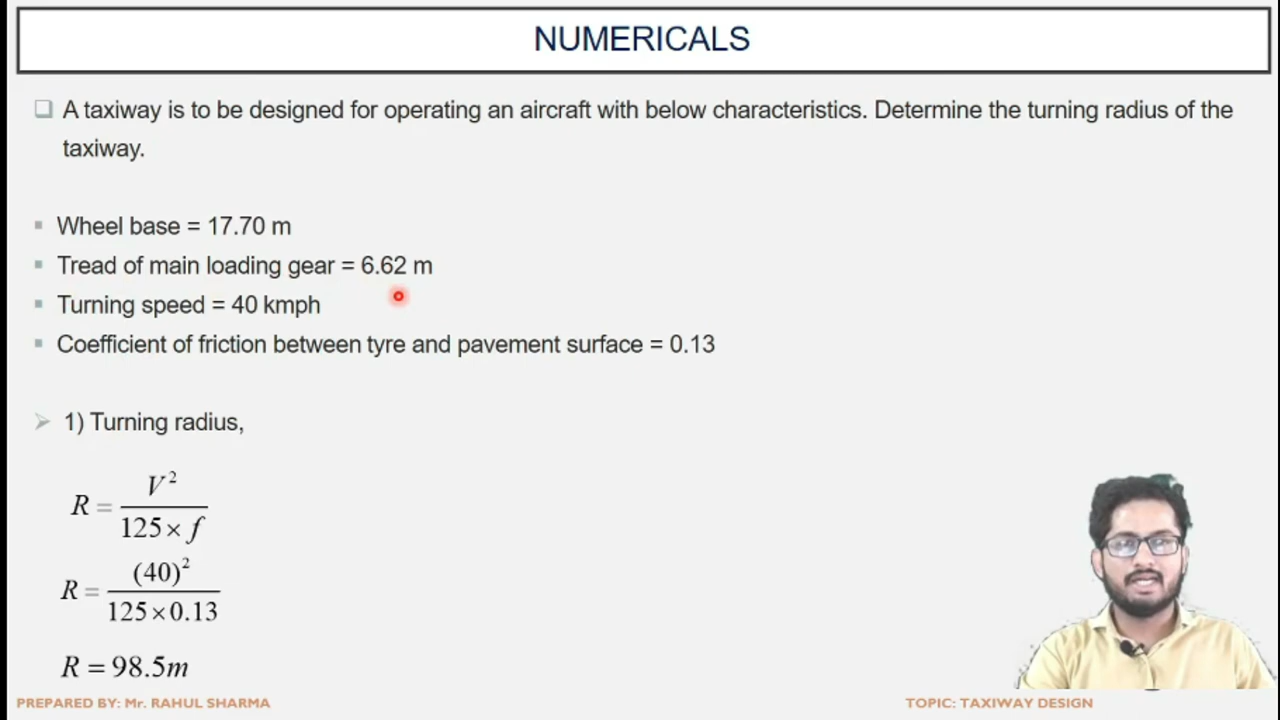 NUMERICALS
A taxiway is to be designed for operating an aircraft with below characteristics. Determine the turning radius of the
taxiway.
Wheel base = 17.70 m
Tread of main loading gear = 6.62 m
Turning speed = 40 kmph
Coefficient of friction between tyre and pavement surface = 0.13
1) Turning radius,
R = V² / 125 × f
R = (40)² / 125 × 0.13
R = 98.5m
PREPARED BY: Mr. RAHUL SHARMA
TOPIC: TAXIWAY DESIGN